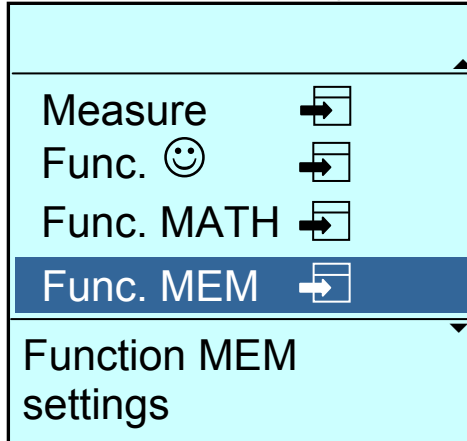 Measure
Func. ☺
Func. MATH
Func. MEM
Function MEM
settings